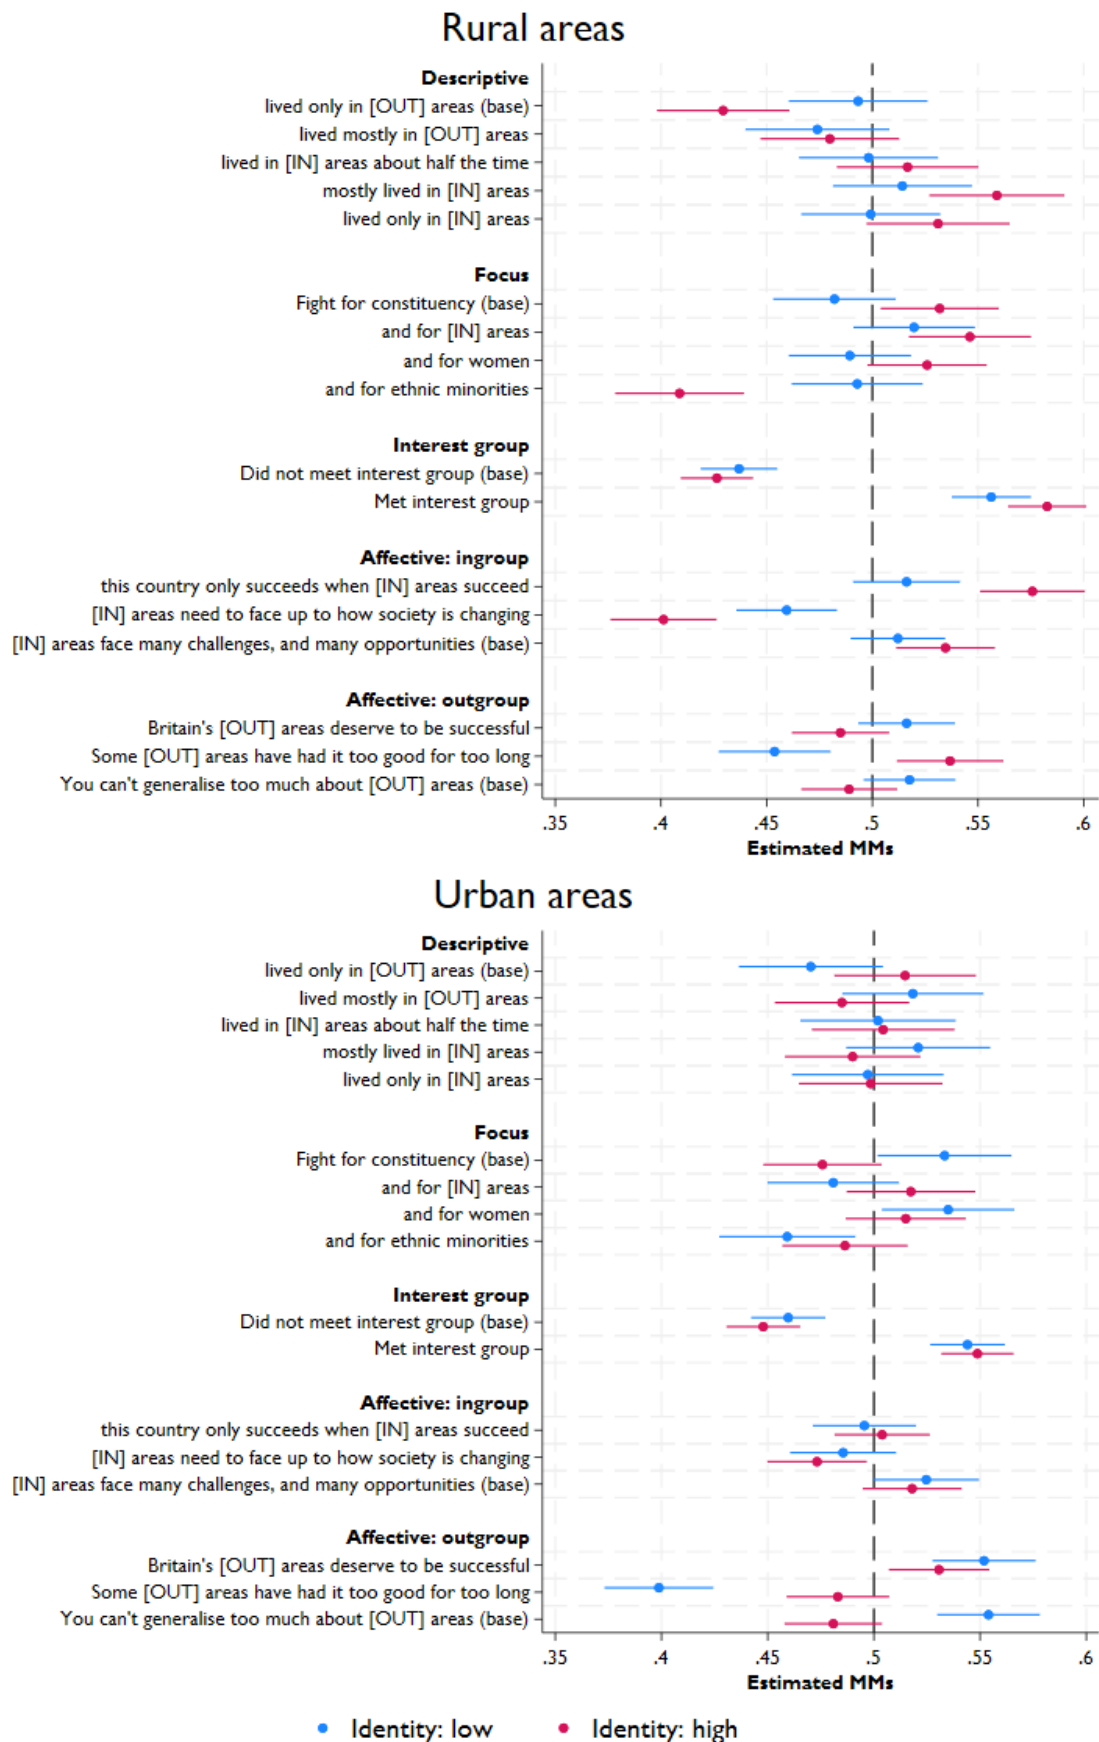 Rural areas
Descriptive
lived only in [OUT] areas (base)
lived mostly in [OUT] areas
lived in [IN] areas about half the time
mostly lived in [IN] areas
lived only in [IN] areas
Focus
Fight for constituency (base)
and for [IN] areas
and for women
and for ethnic minorities
Interest group
Did not meet interest group (base)
Met interest group
Affective: ingroup
this country only succeeds when [IN] areas succeed
[IN] areas need to face up to how society is changing
[IN] areas face many challenges, and many opportunities (base)
Affective: outgroup
Britain's [OUT] areas deserve to be successful
Some [OUT] areas have had it too good for too long
You can't generalise too much about [OUT] areas (base)
.35 .4 .45 .5 .55 .6
Estimated MMs
Urban areas
Descriptive
lived only in [OUT] areas (base)
lived mostly in [OUT] areas
lived in [IN] areas about half the time
mostly lived in [IN] areas
lived only in [IN] areas
Focus
Fight for constituency (base)
and for [IN] areas
and for women
and for ethnic minorities
Interest group
Did not meet interest group (base)
Met interest group
Affective: ingroup
this country only succeeds when [IN] areas succeed
[IN] areas need to face up to how society is changing
[IN] areas face many challenges, and many opportunities (base)
Affective: outgroup
Britain's [OUT] areas deserve to be successful
Some [OUT] areas have had it too good for too long
You can't generalise too much about [OUT] areas (base)
.35 .4 .45 .5 .55 .6
Estimated MMs
Identity: low Identity: high